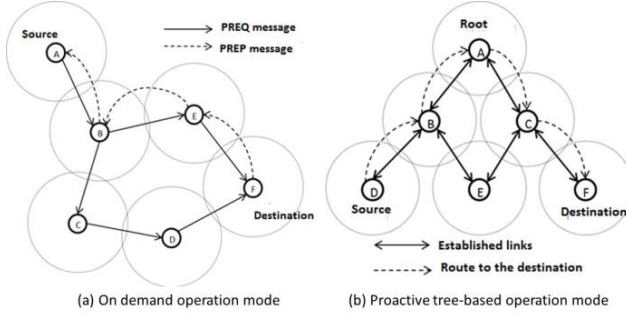 Source
PREQ message
PREP message
A
B
E
F
Destination
C
D
(a) On demand operation mode
Root
A
B
C
D
E
F
Source
Destination
Established links
Route to the destination
(b) Proactive tree-based operation mode